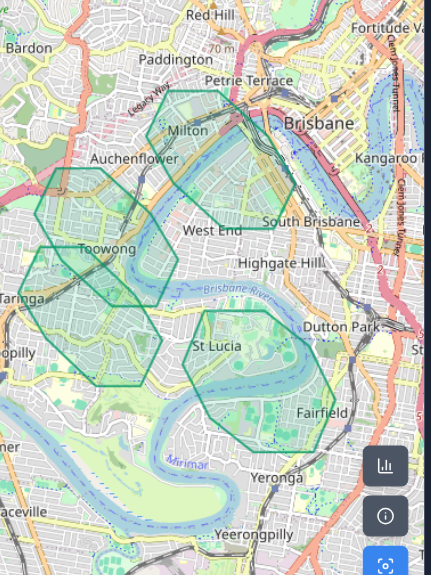 Red Hill
Fortitude Va
Bardon
70 m
Paddington
Clem Jones Tunnel
Petrie Terrace
Legacy Way
Milton
Brisbane
Auchenflower
Kangaroo P
Clem Jones Tunnel
South Brisbane
West End
Toowong
Highgate Hill
Brisbane River
Taringa
Dutton Park
St Lucia
St
oopilly
Fairfield
ner
Mirimar
Yeronga
aceville
Yeerongpilly